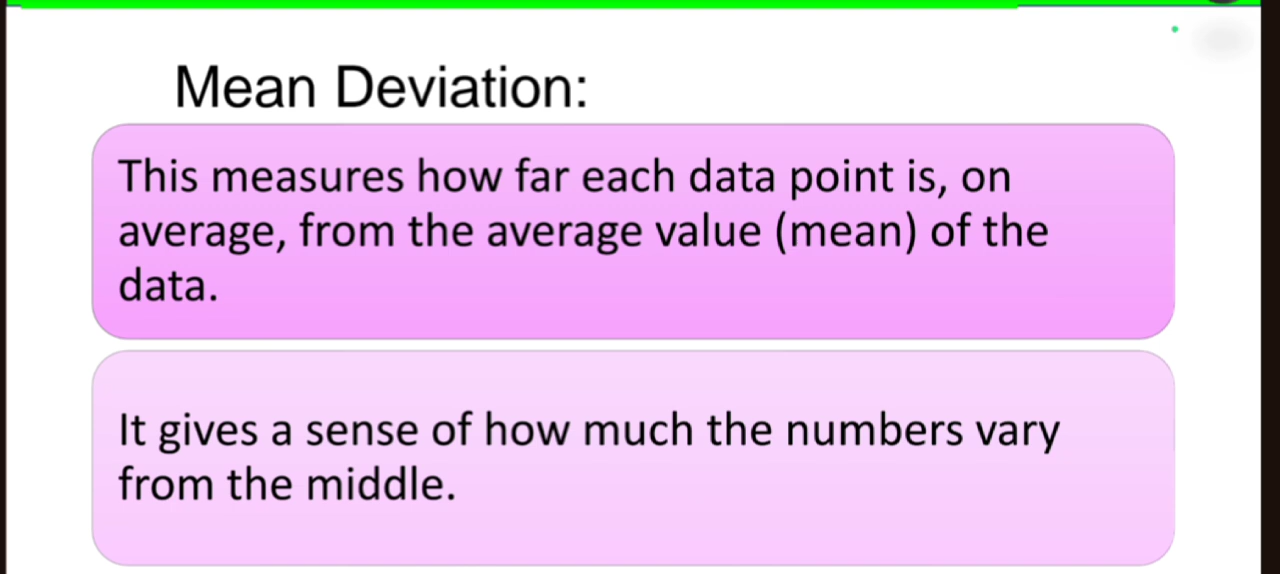 Mean Deviation:
This measures how far each data point is, on
average, from the average value (mean) of the
data.
It gives a sense of how much the numbers vary
from the middle.